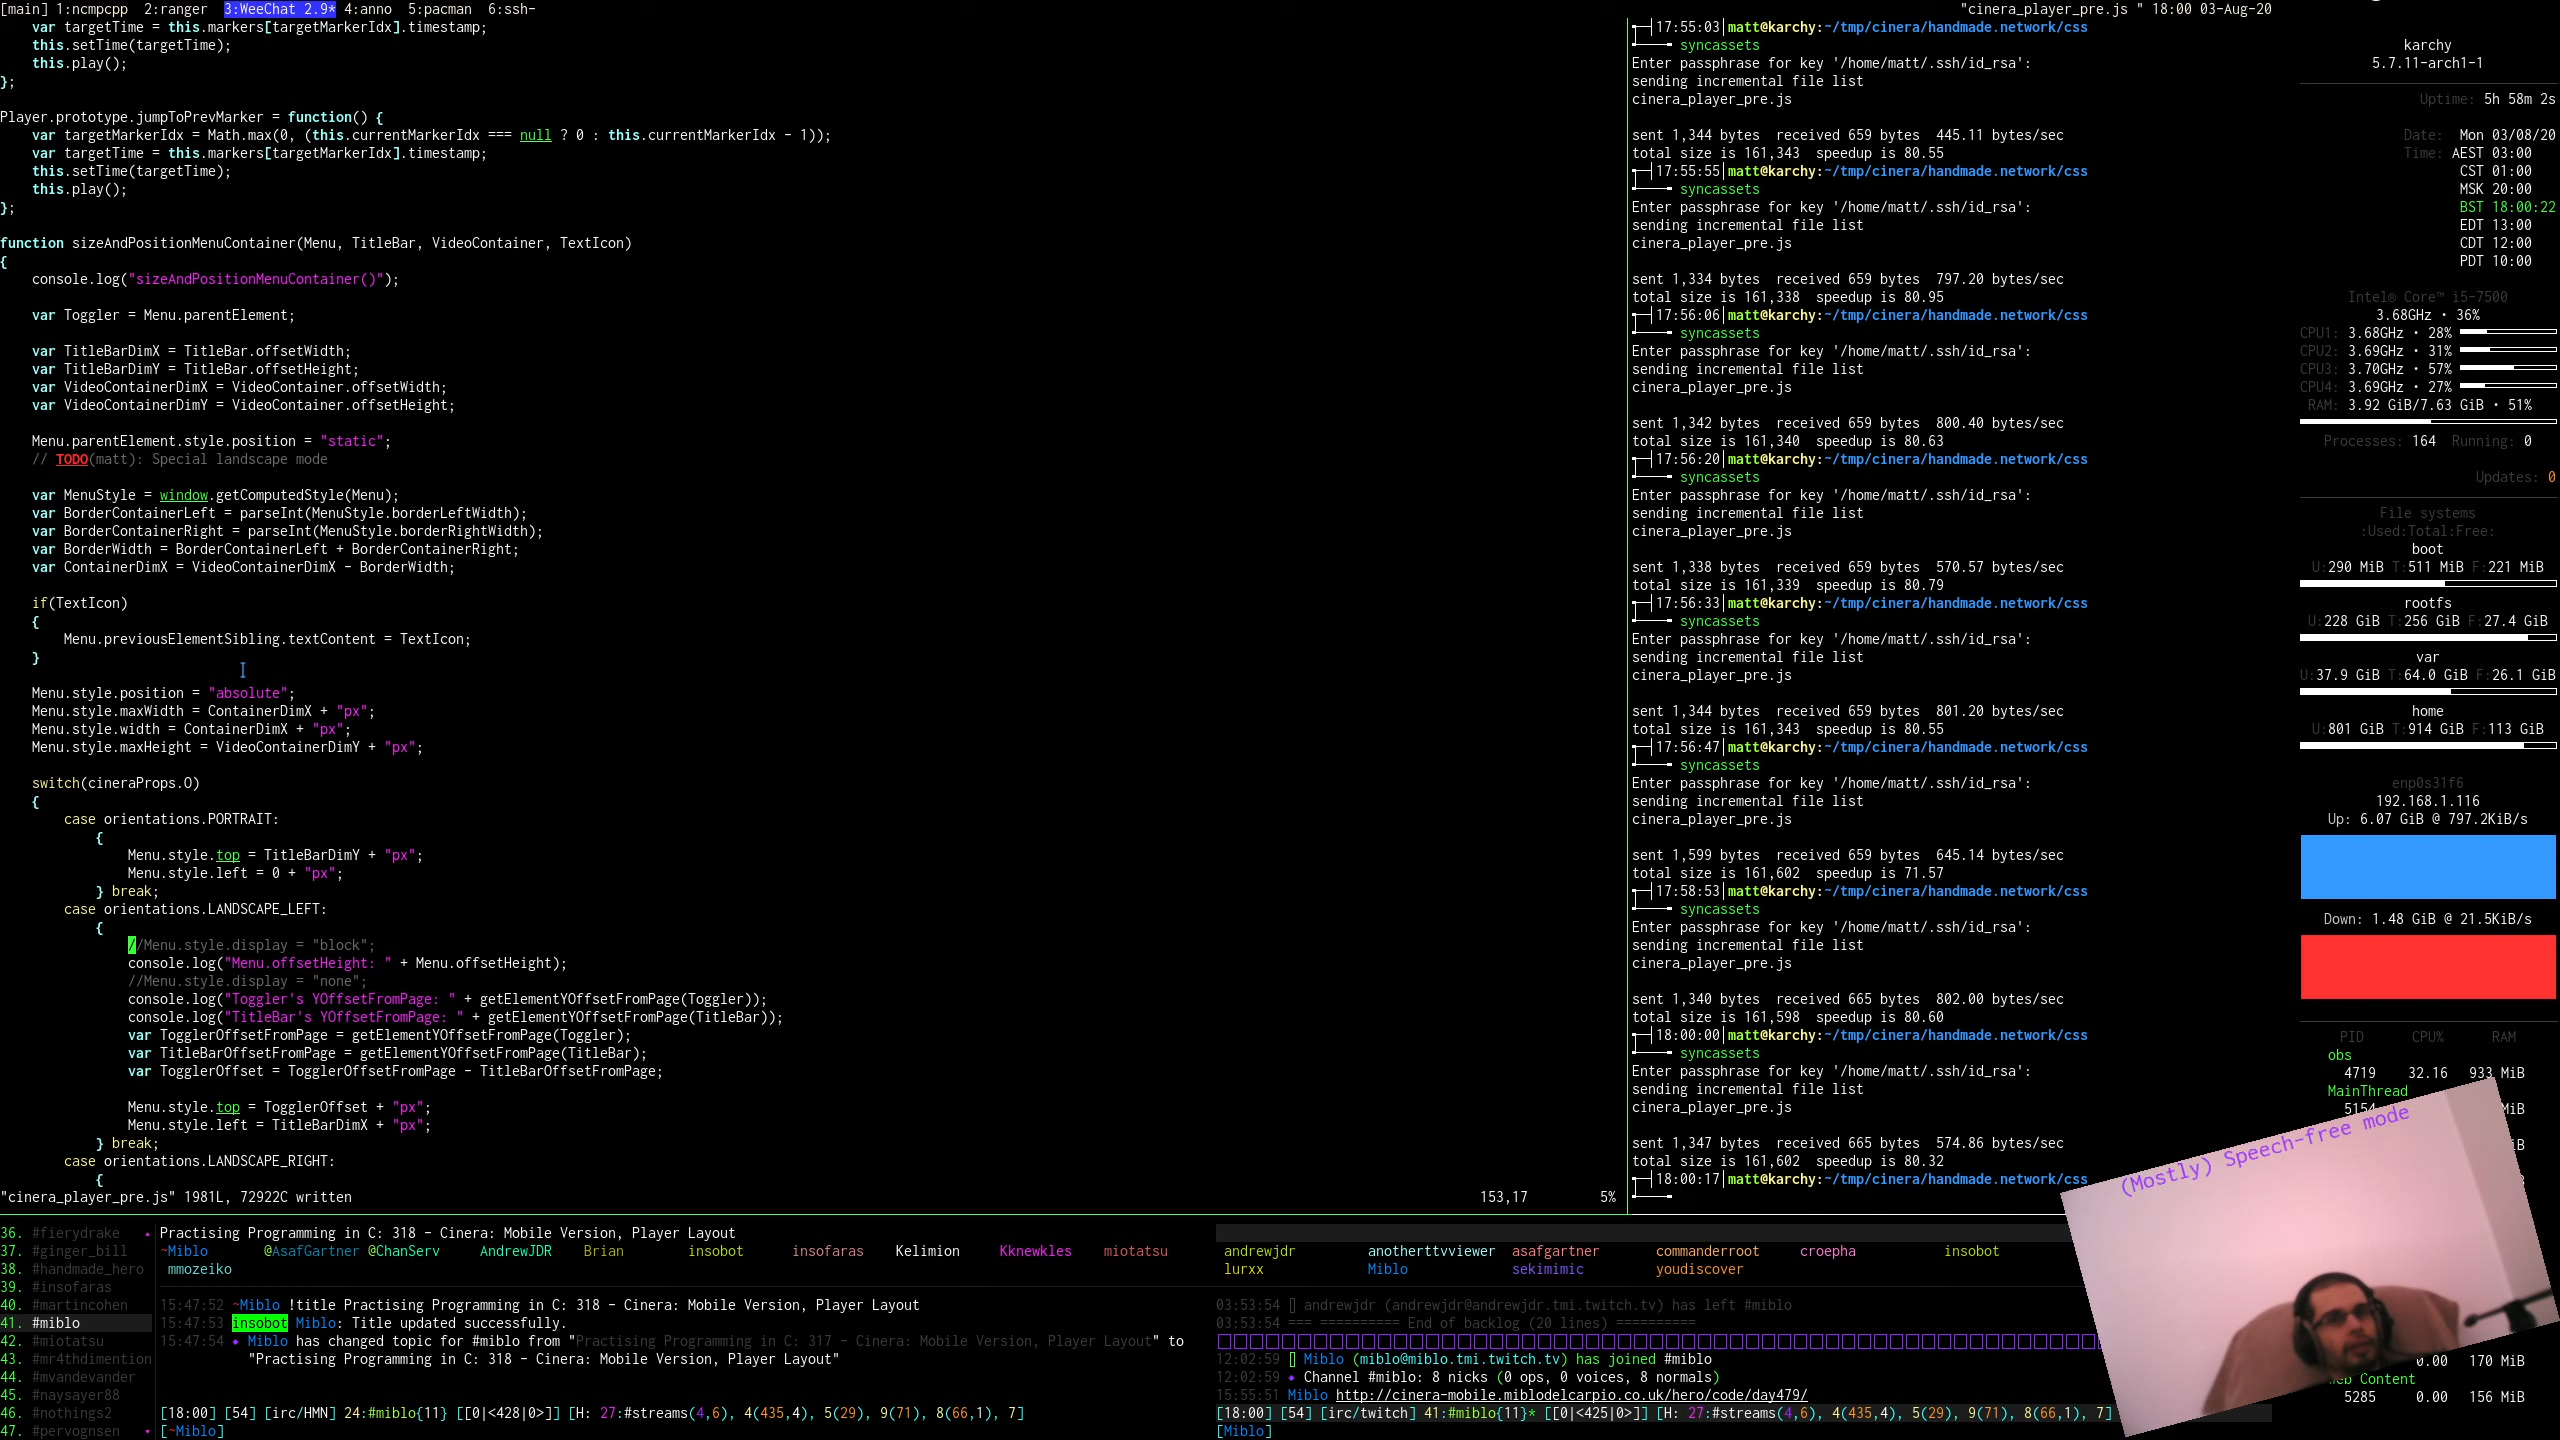 [main] 1:ncmpcpp  2:ranger  3:WeeChat 2.9* 4:anno  5:pacman  6:ssh-
"cinera_player_pre.js " 18:00 03-Aug-20
    var targetTime = this.markers[targetMarkerIdx].timestamp;
    this.setTime(targetTime);
    this.play();
};
Player.prototype.jumpToPrevMarker = function() {
    var targetMarkerIdx = Math.max(0, (this.currentMarkerIdx === null ? 0 : this.currentMarkerIdx - 1));
    var targetTime = this.markers[targetMarkerIdx].timestamp;
    this.setTime(targetTime);
    this.play();
};
function sizeAndPositionMenuContainer(Menu, TitleBar, VideoContainer, TextIcon)
{
    console.log("sizeAndPositionMenuContainer()");
    var Toggler = Menu.parentElement;
    var TitleBarDimX = TitleBar.offsetWidth;
    var TitleBarDimY = TitleBar.offsetHeight;
    var VideoContainerDimX = VideoContainer.offsetWidth;
    var VideoContainerDimY = VideoContainer.offsetHeight;
    Menu.parentElement.style.position = "static";
    // TODO(matt): Special landscape mode
    var MenuStyle = window.getComputedStyle(Menu);
    var BorderContainerLeft = parseInt(MenuStyle.borderLeftWidth);
    var BorderContainerRight = parseInt(MenuStyle.borderRightWidth);
    var BorderWidth = BorderContainerLeft + BorderContainerRight;
    var ContainerDimX = VideoContainerDimX - BorderWidth;
    if(TextIcon)
    {
        Menu.previousElementSibling.textContent = TextIcon;
    }
    Menu.style.position = "absolute";
    Menu.style.maxWidth = ContainerDimX + "px";
    Menu.style.width = ContainerDimX + "px";
    Menu.style.maxHeight = VideoContainerDimY + "px";
    switch(cineraProps.O)
    {
        case orientations.PORTRAIT:
            {
                Menu.style.top = TitleBarDimY + "px";
                Menu.style.left = 0 + "px";
            } break;
        case orientations.LANDSCAPE_LEFT:
            {
                //Menu.style.display = "block";
                console.log("Menu.offsetHeight: " + Menu.offsetHeight);
                //Menu.style.display = "none";
                console.log("Toggler's YOffsetFromPage: " + getElementYOffsetFromPage(Toggler));
                console.log("TitleBar's YOffsetFromPage: " + getElementYOffsetFromPage(TitleBar));
                var TogglerOffsetFromPage = getElementYOffsetFromPage(Toggler);
                var TitleBarOffsetFromPage = getElementYOffsetFromPage(TitleBar);
                var TogglerOffset = TogglerOffsetFromPage - TitleBarOffsetFromPage;
                Menu.style.top = TogglerOffset + "px";
                Menu.style.left = TitleBarDimX + "px";
            } break;
        case orientations.LANDSCAPE_RIGHT:
            {
"cinera_player_pre.js" 1981L, 72922C written
153,17         5%
17:55:03 matt@karchy:~/tmp/cinera/handmade.network/css
syncassets
Enter passphrase for key '/home/matt/.ssh/id_rsa':
sending incremental file list
cinera_player_pre.js
sent 1,344 bytes  received 659 bytes  445.11 bytes/sec
total size is 161,343  speedup is 80.55
17:55:55 matt@karchy:~/tmp/cinera/handmade.network/css
syncassets
Enter passphrase for key '/home/matt/.ssh/id_rsa':
sending incremental file list
cinera_player_pre.js
sent 1,334 bytes  received 659 bytes  797.20 bytes/sec
total size is 161,338  speedup is 80.95
17:56:06 matt@karchy:~/tmp/cinera/handmade.network/css
syncassets
Enter passphrase for key '/home/matt/.ssh/id_rsa':
sending incremental file list
cinera_player_pre.js
sent 1,342 bytes  received 659 bytes  800.40 bytes/sec
total size is 161,340  speedup is 80.63
17:56:20 matt@karchy:~/tmp/cinera/handmade.network/css
syncassets
Enter passphrase for key '/home/matt/.ssh/id_rsa':
sending incremental file list
cinera_player_pre.js
sent 1,338 bytes  received 659 bytes  570.57 bytes/sec
total size is 161,339  speedup is 80.79
17:56:33 matt@karchy:~/tmp/cinera/handmade.network/css
syncassets
Enter passphrase for key '/home/matt/.ssh/id_rsa':
sending incremental file list
cinera_player_pre.js
sent 1,344 bytes  received 659 bytes  801.20 bytes/sec
total size is 161,343  speedup is 80.55
17:56:47 matt@karchy:~/tmp/cinera/handmade.network/css
syncassets
Enter passphrase for key '/home/matt/.ssh/id_rsa':
sending incremental file list
cinera_player_pre.js
sent 1,599 bytes  received 659 bytes  645.14 bytes/sec
total size is 161,602  speedup is 71.57
17:58:53 matt@karchy:~/tmp/cinera/handmade.network/css
syncassets
Enter passphrase for key '/home/matt/.ssh/id_rsa':
sending incremental file list
cinera_player_pre.js
sent 1,340 bytes  received 665 bytes  802.00 bytes/sec
total size is 161,598  speedup is 80.60
18:00:00 matt@karchy:~/tmp/cinera/handmade.network/css
syncassets
Enter passphrase for key '/home/matt/.ssh/id_rsa':
sending incremental file list
cinera_player_pre.js
sent 1,347 bytes  received 665 bytes  574.86 bytes/sec
total size is 161,602  speedup is 80.32
18:00:17 matt@karchy:~/tmp/cinera/handmade.network/css
karchy
5.7.11-arch1-1
Uptime: 5h 58m 2s
Date: Mon 03/08/20
Time: AEST 03:00
CST 01:00
MSK 20:00
BST 18:00:22
EDT 13:00
CDT 12:00
PDT 10:00
Intel® Core™ i5-7500
3.68GHz • 36%
CPU1: 3.68GHz • 28%
CPU2: 3.69GHz • 31%
CPU3: 3.70GHz • 57%
CPU4: 3.69GHz • 27%
RAM: 3.92 GiB/7.63 GiB • 51%
Processes: 164  Running: 0
Updates: 0
File systems
:Used:Total:Free:
boot
U:290 MiB T:511 MiB F:221 MiB
rootfs
U:228 GiB T:256 GiB F:27.4 GiB
var
U:37.9 GiB T:64.0 GiB F:26.1 GiB
home
U:801 GiB T:914 GiB F:113 GiB
enp0s31f6
192.168.1.116
Up: 6.07 GiB @ 797.2KiB/s
Down: 1.48 GiB @ 21.5KiB/s
PID      CPU%      RAM
obs
4719   32.16  933 MiB
MainThread
5154 MiB
(Mostly) Speech-free mode
0.00   170 MiB
Web Content
5285    0.00   156 MiB
36. #fierydrake
37. #ginger_bill
38. #handmade_hero
39. #insofaras
40. #martincohen
41. #miblo
42. #miotatsu
43. #mr4thdimention
44. #mvandevander
45. #naysayer88
46. #nothings2
47. #pervognsen
Practising Programming in C: 318 - Cinera: Mobile Version, Player Layout
~Miblo       @AsafGartner @ChanServ     AndrewJDR    Brian        insobot      insofaras    Kelimion     Kknewkles    miotatsu
mmozeiko
15:47:52 ~Miblo !title Practising Programming in C: 318 - Cinera: Mobile Version, Player Layout
15:47:53 insobot Miblo: Title updated successfully.
15:47:54 ◆ Miblo has changed topic for #miblo from "Practising Programming in C: 317 - Cinera: Mobile Version, Player Layout" to
"Practising Programming in C: 318 - Cinera: Mobile Version, Player Layout"
[18:00] [54] [irc/HMN] 24:#miblo{11} [[0|<428|0>]] [H: 27:#streams(4,6), 4(435,4), 5(29), 9(71), 8(66,1), 7]
[~Miblo]
andrewjdr         anotherttvviewer  asafgartner       commanderroot     croepha           insobot
lurxx             Miblo             sekimimic         youdiscover
03:53:54 andrewjdr (andrewjdr@andrewjdr.tmi.twitch.tv) has left #miblo
03:53:54 === ========== End of backlog (20 lines) ==========
12:02:59 Miblo (miblo@miblo.tmi.twitch.tv) has joined #miblo
12:02:59 ◆ Channel #miblo: 8 nicks (0 ops, 0 voices, 8 normals)
15:55:51 Miblo http://cinera-mobile.miblodelcarpio.co.uk/hero/code/day479/
[18:00] [54] [irc/twitch] 41:#miblo{11}* [[0|<425|0>]] [H: 27:#streams(4,6), 4(435,4), 5(29), 9(71), 8(66,1), 7]
[Miblo]